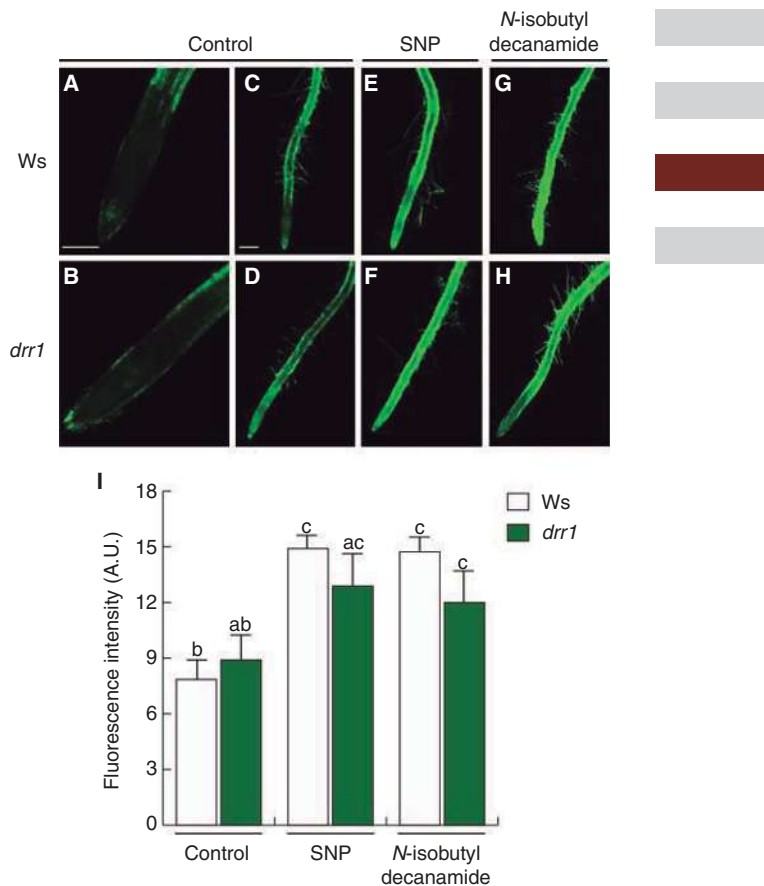 Control
SNP
N-isobutyl
decanamide
A
C
E
G
Ws
B
D
F
H
drr1
I
18
15
12
9
6
3
0
Fluorescence intensity (A.U.)
b
ab
c
ac
c
c
Ws
drr1
Control
SNP
N-isobutyl
decanamide